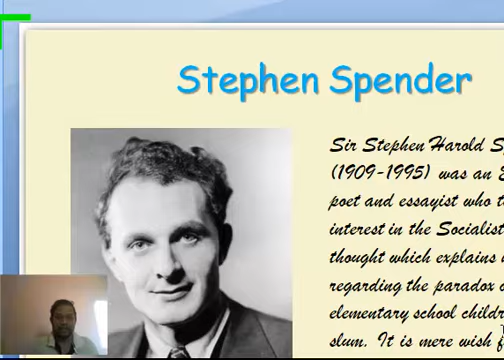 Stephen Spender
Sir Stephen Harold
(1909-1995) was an
poet and essayist who
interest in the Socialist
thought which explains
regarding the paradox
elementary school
slum. It is mere wish